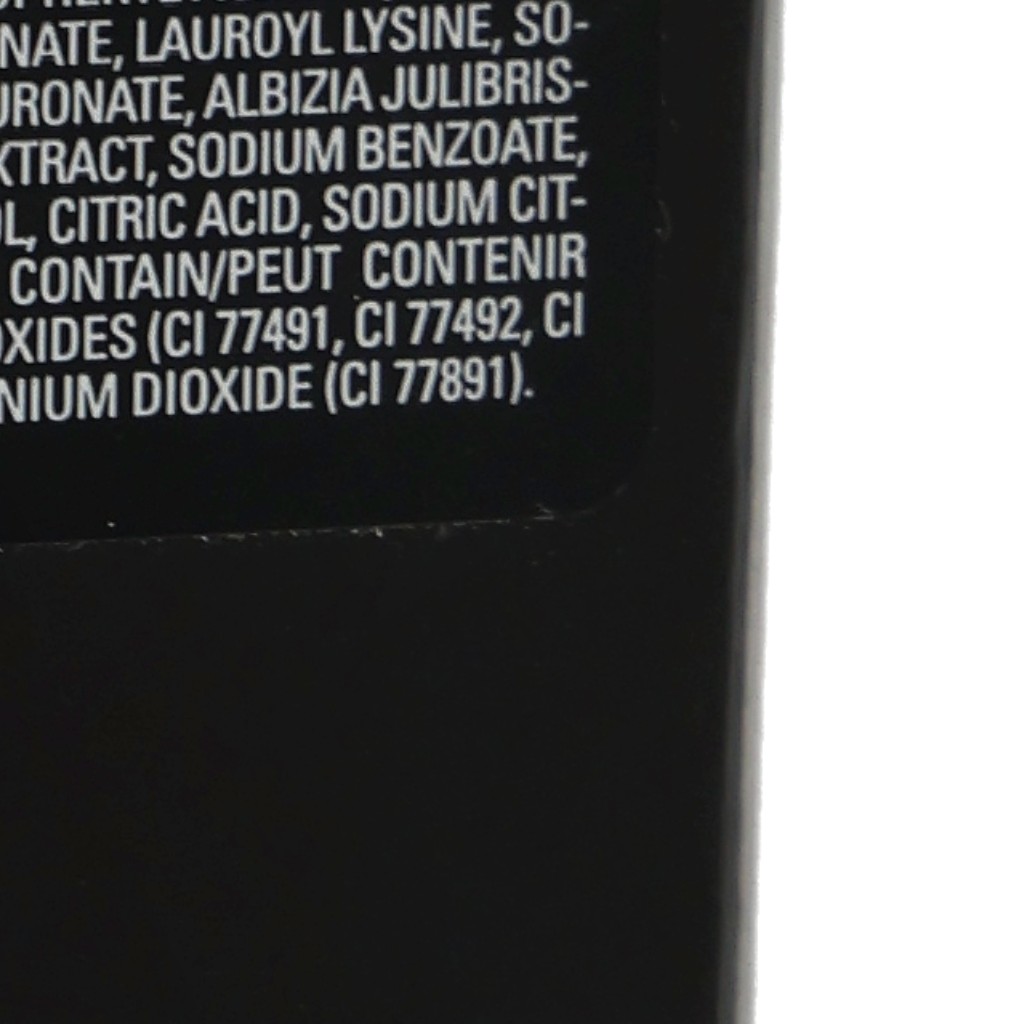 NATE, LAUROYL LYSINE, SO-
URONATE, ALBIZIA JULIBRIS-
XTRACT, SODIUM BENZOATE,
OL, CITRIC ACID, SODIUM CIT-
CONTAIN/PEUT CONTENIR
OXIDES (CI 77491, CI 77492, CI
NIUM DIOXIDE (CI 77891).